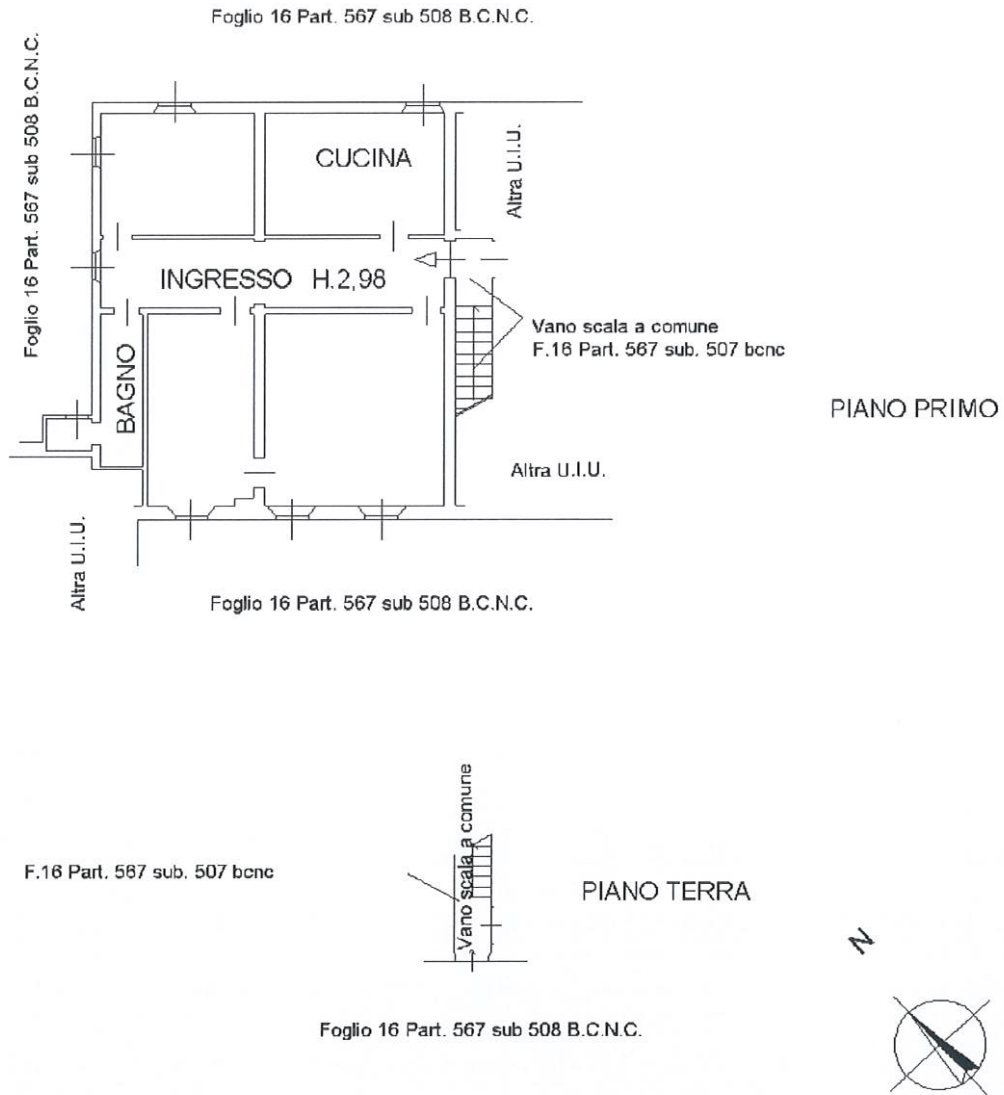 Foglio 16 Part. 567 sub 508 B.C.N.C.
Foglio 16 Part. 567 sub 508 B.C.N.C.
CUCINA
Altra U.I.U.
INGRESSO H.2,98
Vano scala a comune
F.16 Part. 567 sub. 507 bcnc
BAGNO
PIANO PRIMO
Altra U.I.U.
Altra U.I.U.
Foglio 16 Part. 567 sub 508 B.C.N.C.
Vano scala a comune
F.16 Part. 567 sub. 507 bcnc
PIANO TERRA
N
Foglio 16 Part. 567 sub 508 B.C.N.C.